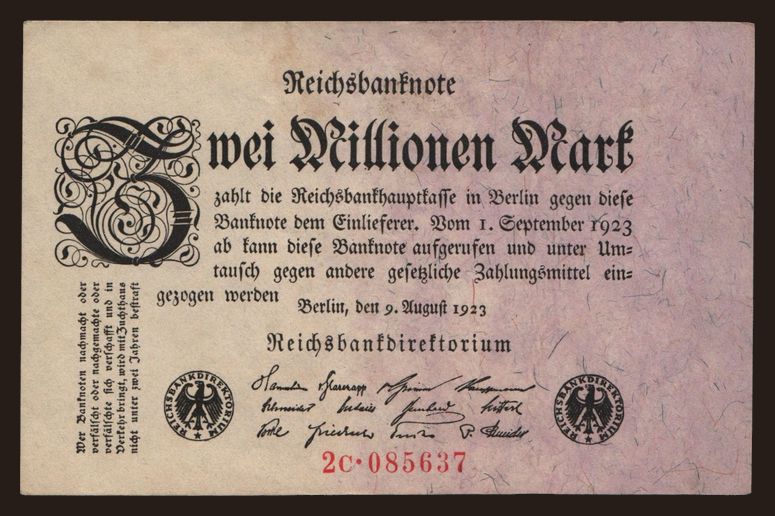 Reichsbanknote
Zwei Millionen Mark
zahlt die Reichsbankhauptkasse in Berlin gegen diese
Banknote dem Einlieferer. Vom 1. September 1923
ab kann diese Banknote aufgerufen und unter Um-
tausch gegen andere gesetzliche Zahlungsmittel ein-
gezogen werden
Berlin, den 9. August 1923
Reichsbankdirektorium
Wer Banknoten nachmacht oder
verfälscht oder nachgemachte oder
verfälschte sich verschafft und in
Verkehr bringt, wird mit Zuchthaus
nicht unter zwei Jahren bestraft
REICHSBANKDIREKTORIUM
REICHSBANKDIREKTORIUM
2C·085637